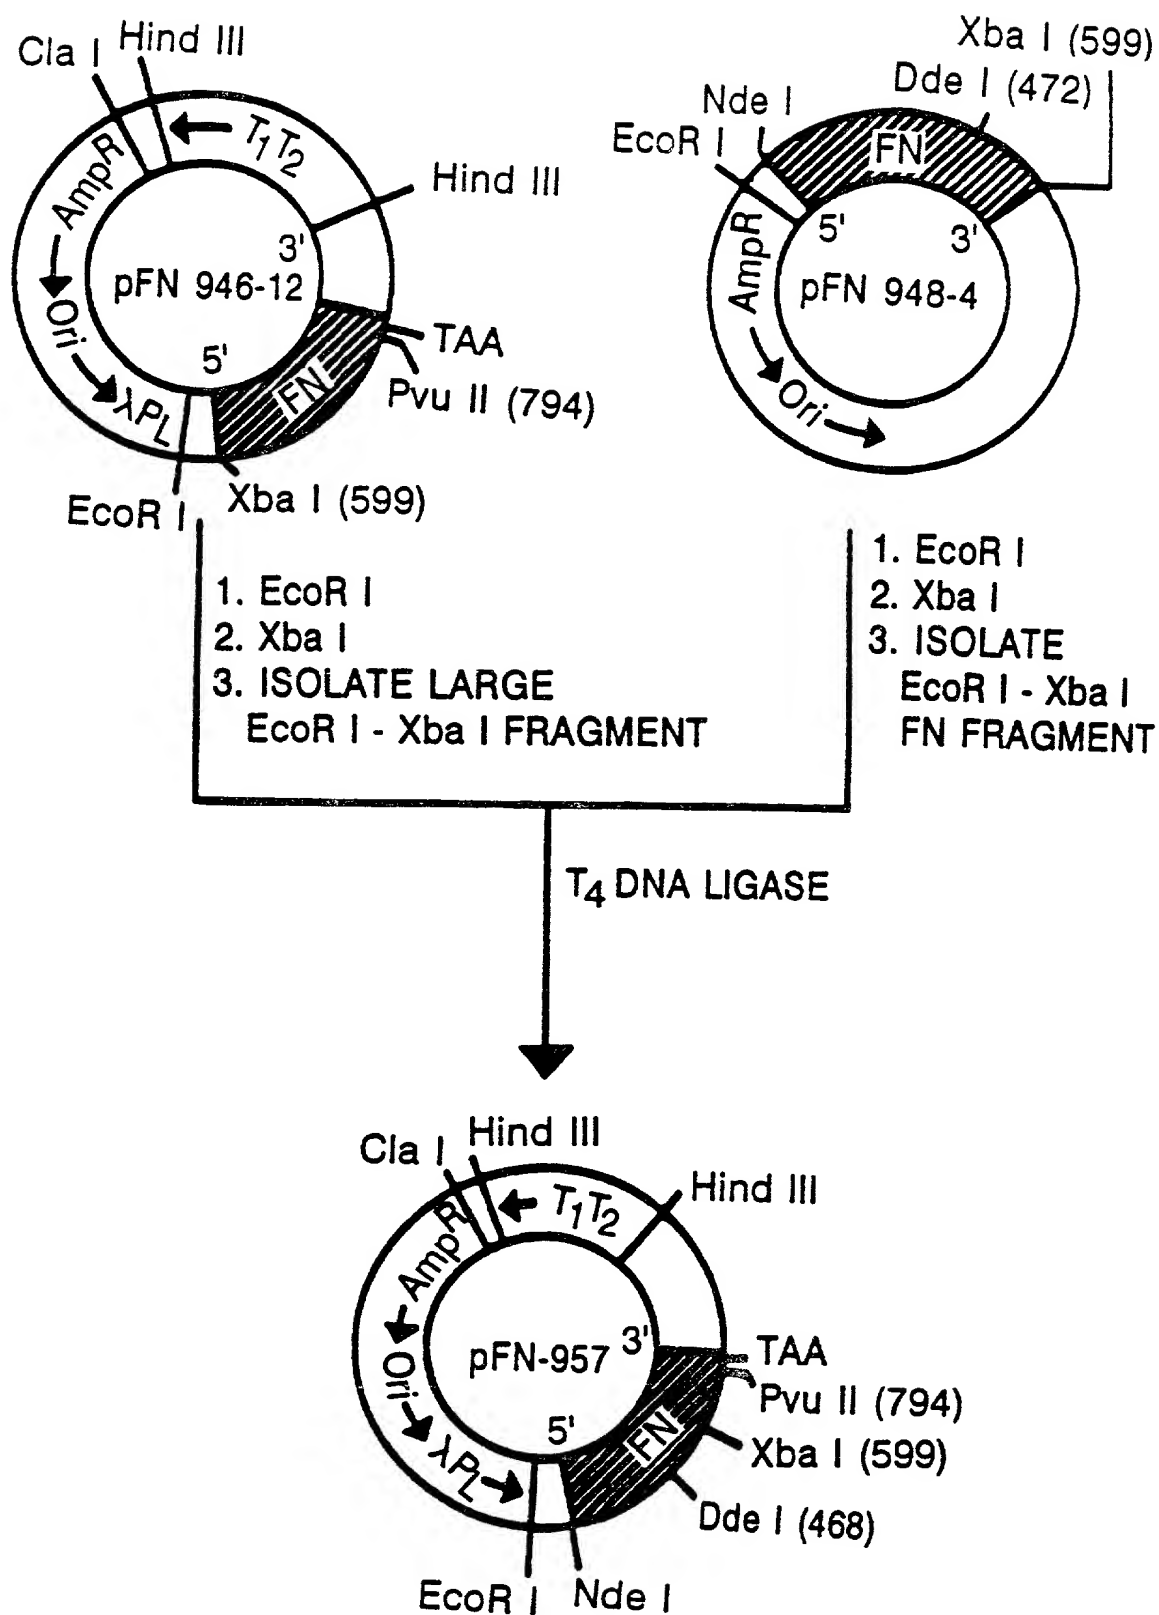 Cla I
Hind III
AmpR
T1T2
Hind III
3'
pFN 946-12
Ori
5'
TAA
FN
Pvu II (794)
λPL
EcoR I
Xba I (599)
Xba I (599)
Dde I (472)
Nde I
EcoR I
FN
5'
3'
AmpR
pFN 948-4
Ori
1. EcoR I
2. Xba I
3. ISOLATE LARGE
EcoR I - Xba I FRAGMENT
1. EcoR I
2. Xba I
3. ISOLATE
EcoR I - Xba I
FN FRAGMENT
T4 DNA LIGASE
Cla I
Hind III
Hind III
T1T2
AmpR
3'
pFN-957
TAA
Ori
Pvu II (794)
5'
FN
Xba I (599)
λPL
Dde I (468)
EcoR I
Nde I